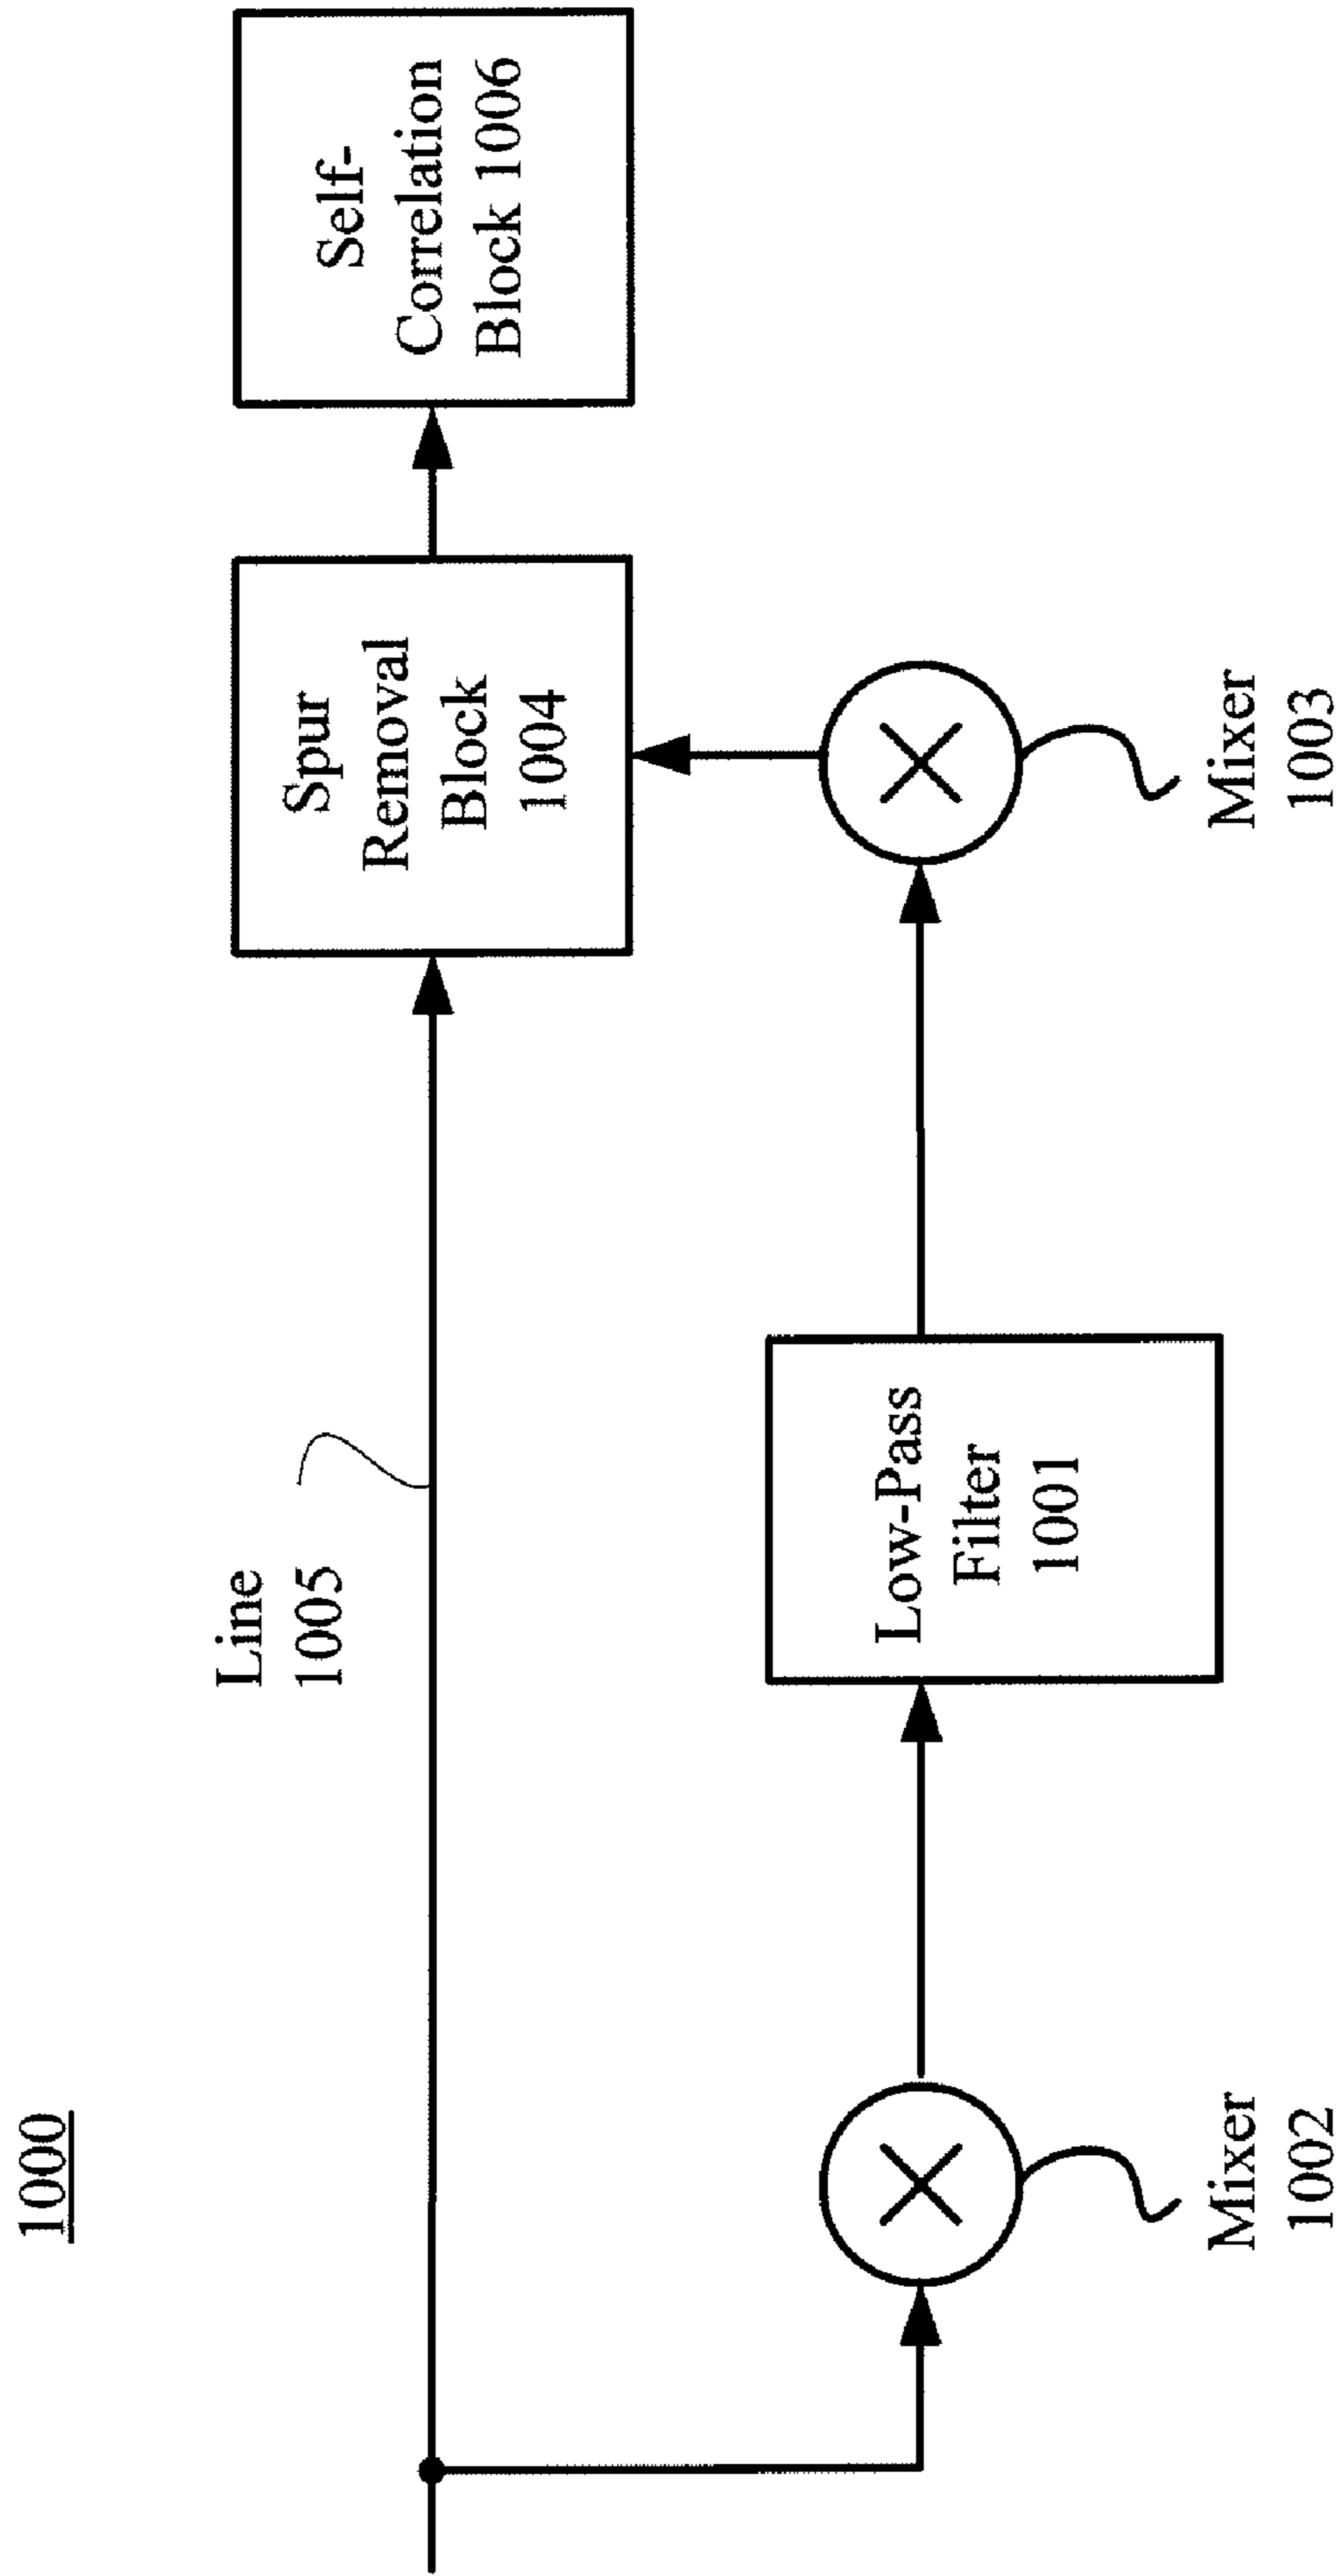 1000
Line
1005
Spur
Removal
Block
1004
Self-
Correlation
Block 1006
Low-Pass
Filter
1001
Mixer
1002
Mixer
1003